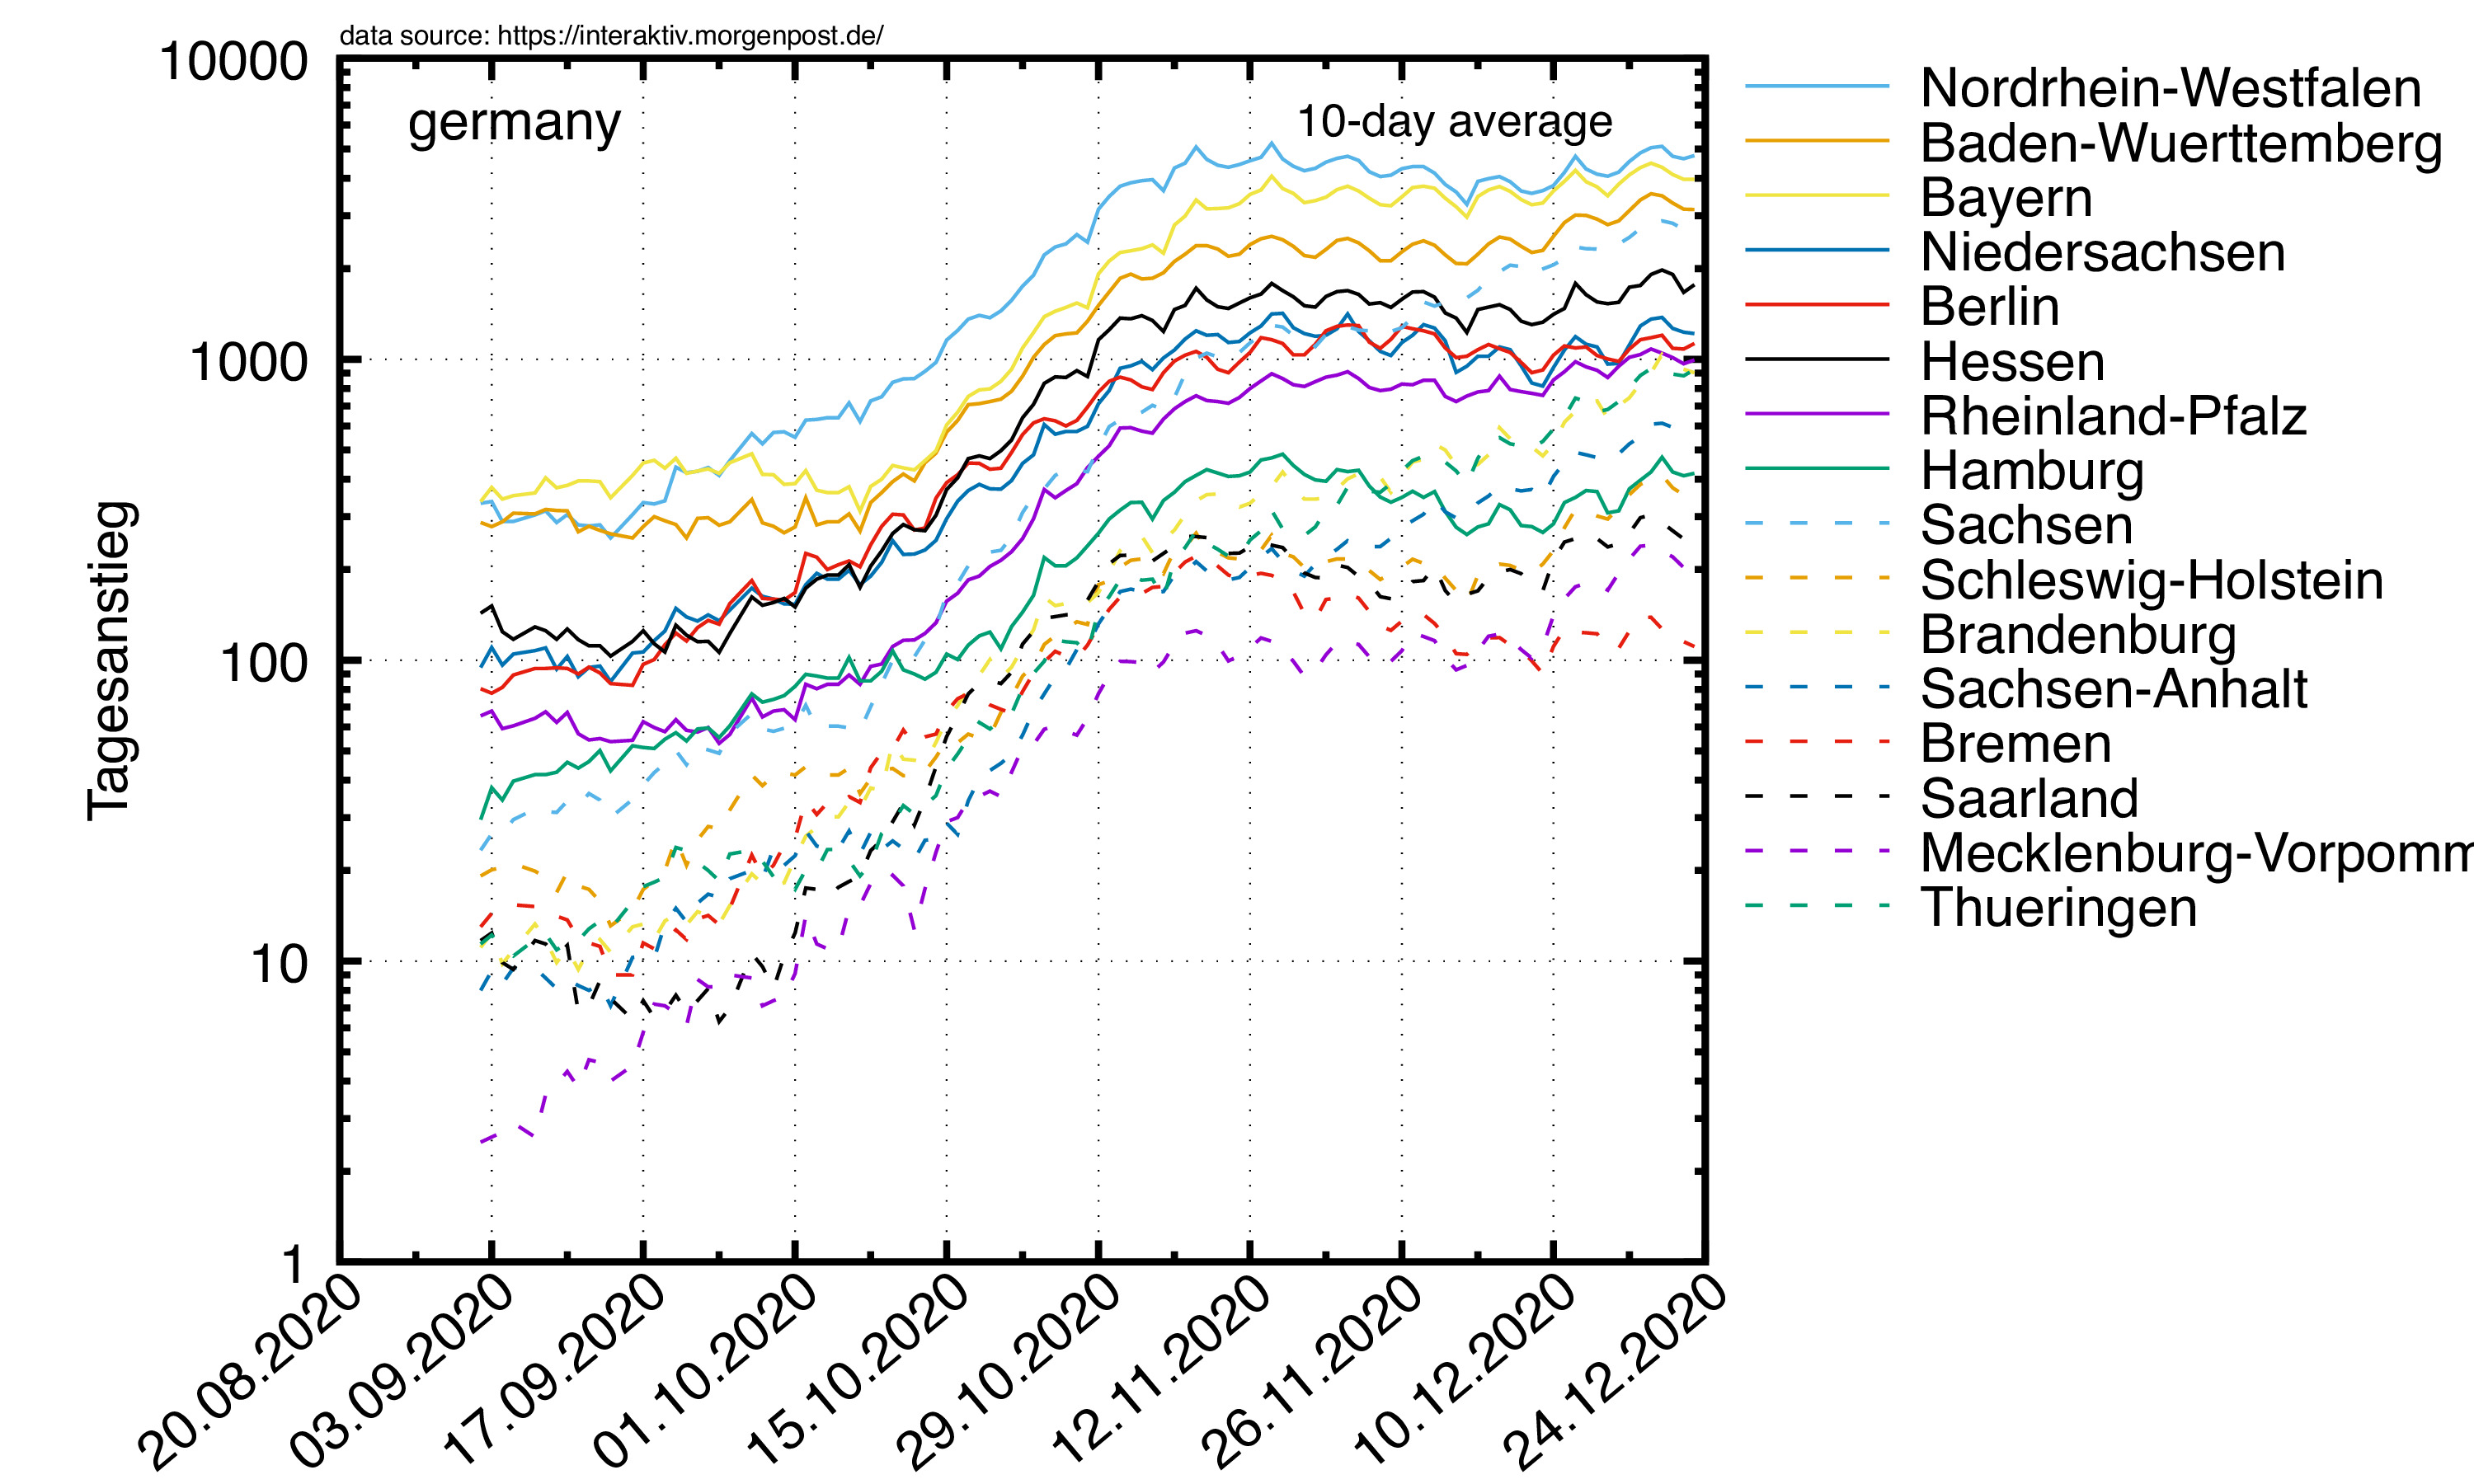 data source: https://interaktiv.morgenpost.de/
germany
10-day average
Tagesanstieg
10000
1000
100
10
1
20.08.2020
03.09.2020
17.09.2020
01.10.2020
15.10.2020
29.10.2020
12.11.2020
26.11.2020
10.12.2020
24.12.2020
Nordrhein-Westfalen
Baden-Wuerttemberg
Bayern
Niedersachsen
Berlin
Hessen
Rheinland-Pfalz
Hamburg
Sachsen
Schleswig-Holstein
Brandenburg
Sachsen-Anhalt
Bremen
Saarland
Mecklenburg-Vorpomm
Thueringen